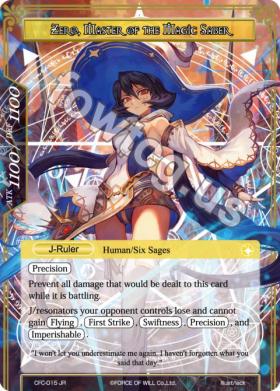 Zero, Master of the Magic Saber
ATK 1100
DEF 1100
fowtcg.us
J-Ruler Human/Six Sages
Precision
Prevent all damage that would be dealt to this card
while it is battling.
J/resonators your opponent controls lose and cannot
gain Flying , First Strike , Swiftness , Precision , and
Imperishable .
"I won't let you underestimate me again. I haven't forgotten what you
said that day."
CFC-015 JR ©FORCE OF WILL Co.,Ltd.